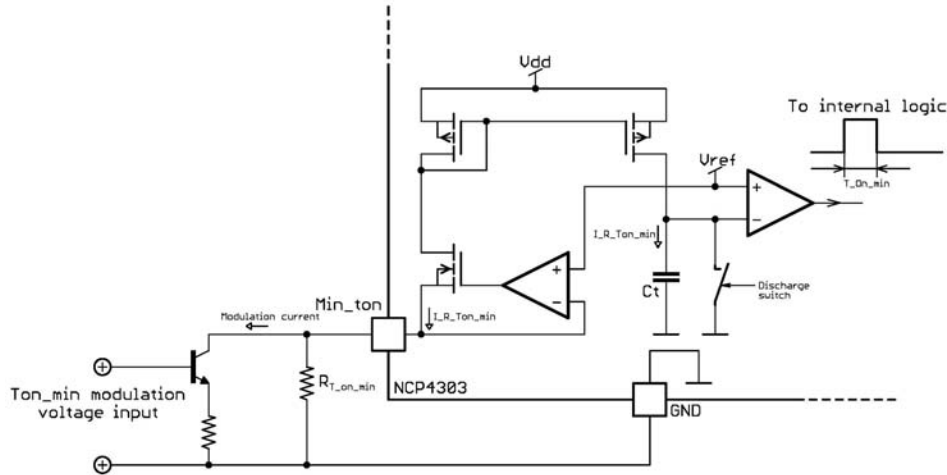 Vdd
To internal logic
Vref
T_On_min
+
−
I_R_Ton_min
+
−
Ct
Discharge
switch
Min_ton
Modulation current
I_R_Ton_min
RT_on_min
NCP4303
GND
Ton_min modulation
voltage input